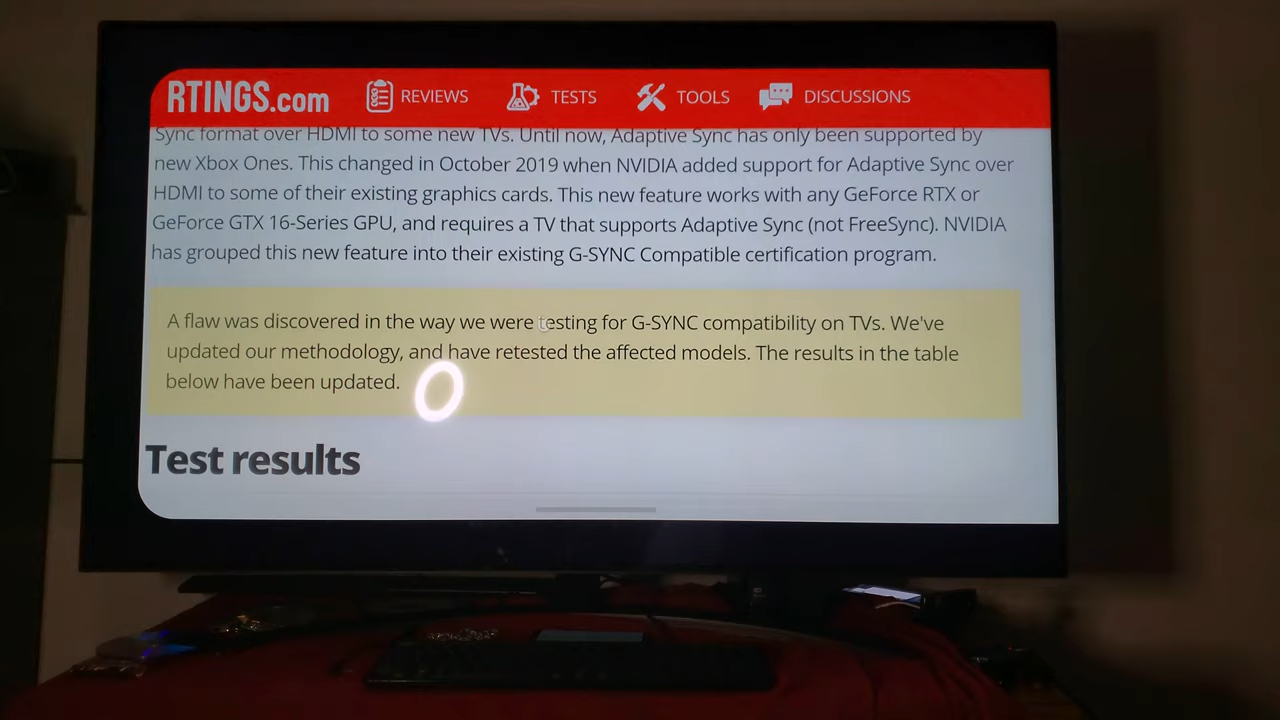 RTINGS.com REVIEWS TESTS TOOLS DISCUSSIONS
Sync format over HDMI to some new TVs. Until now, Adaptive Sync has only been supported by
new Xbox Ones. This changed in October 2019 when NVIDIA added support for Adaptive Sync over
HDMI to some of their existing graphics cards. This new feature works with any GeForce RTX or
GeForce GTX 16-Series GPU, and requires a TV that supports Adaptive Sync (not FreeSync). NVIDIA
has grouped this new feature into their existing G-SYNC Compatible certification program.
A flaw was discovered in the way we were testing for G-SYNC compatibility on TVs. We've
updated our methodology, and have retested the affected models. The results in the table
below have been updated.
Test results